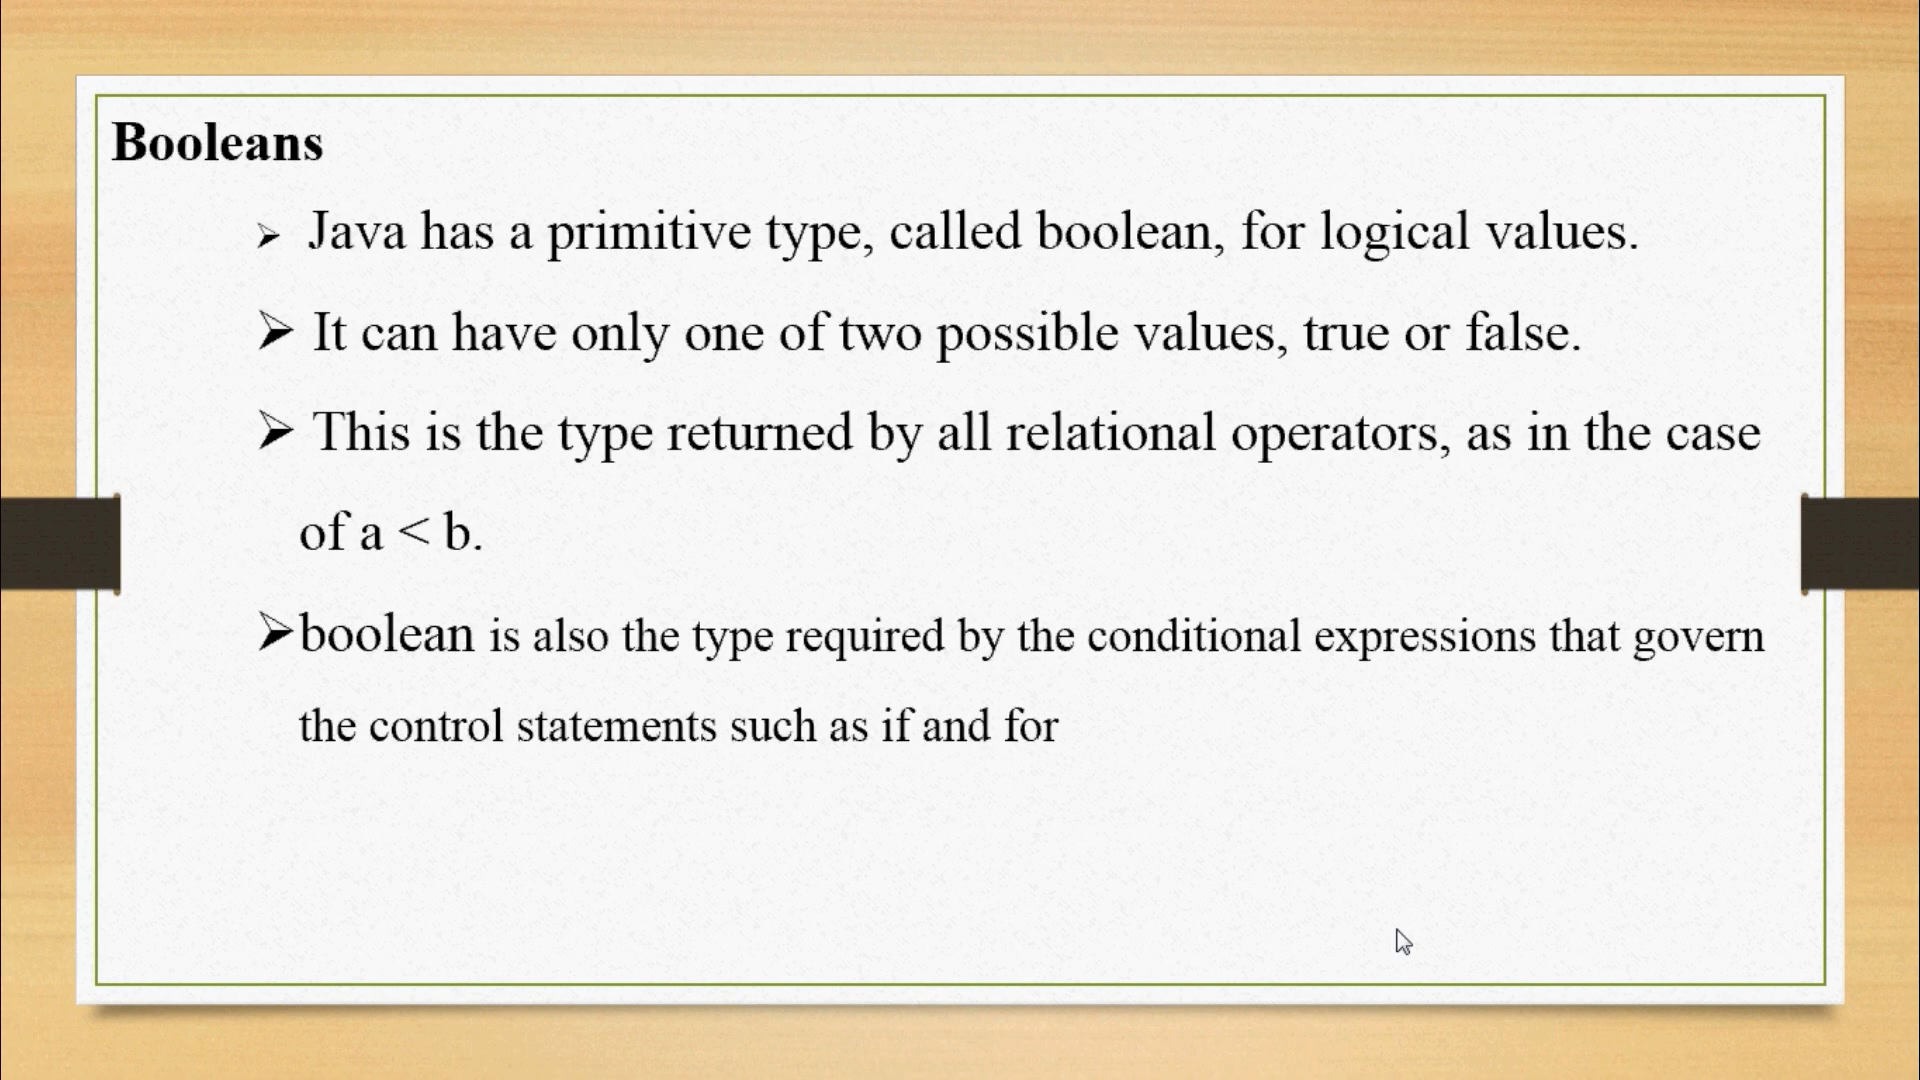 Booleans
➢ Java has a primitive type, called boolean, for logical values.
➢ It can have only one of two possible values, true or false.
➢ This is the type returned by all relational operators, as in the case
of a < b.
➢boolean is also the type required by the conditional expressions that govern
the control statements such as if and for